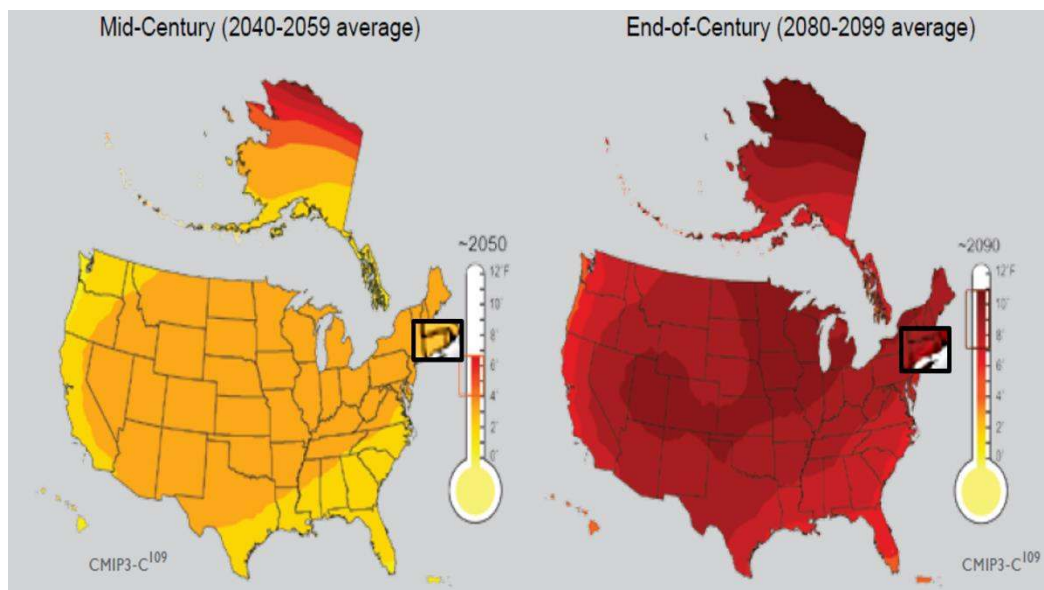 Mid-Century (2040-2059 average)
End-of-Century (2080-2099 average)
~2050
12°F
10°
8°
6°
4°
2°
0°
CMIP3-C109
~2090
12°F
10°
8°
6°
4°
2°
0°
CMIP3-C109